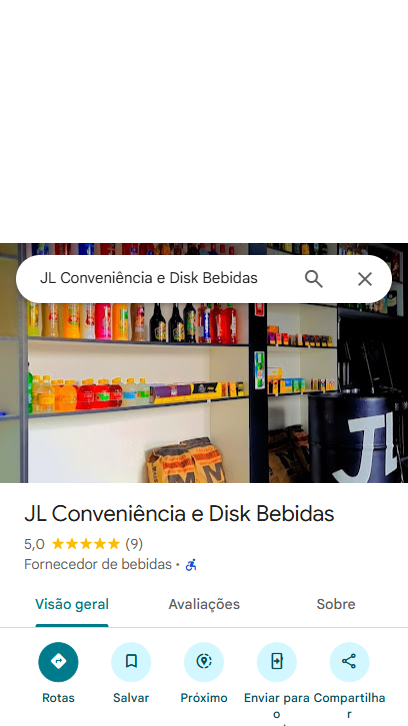 JL Conveniência e Disk Bebidas
JL
M
JL Conveniência e Disk Bebidas
5,0 (9)
Fornecedor de bebidas ·
Visão geral
Avaliações
Sobre
Rotas
Salvar
Próximo
Enviar para
o
Compartilha
r